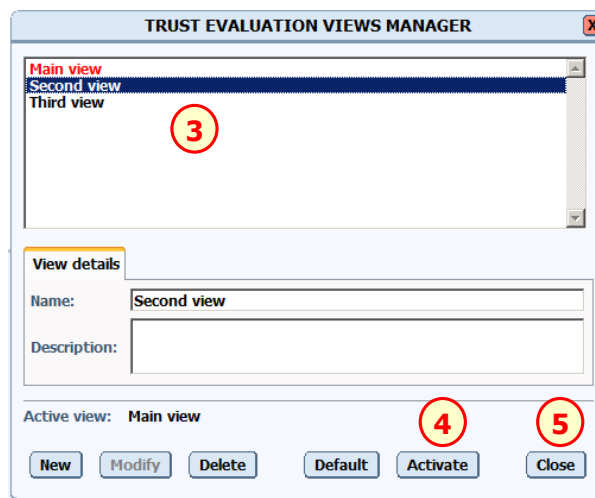 TRUST EVALUATION VIEWS MANAGER X
Main view
Second view
Third view
3
View details
Name: Second view
Description:
Active view: Main view
4 5
New Modify Delete Default Activate Close